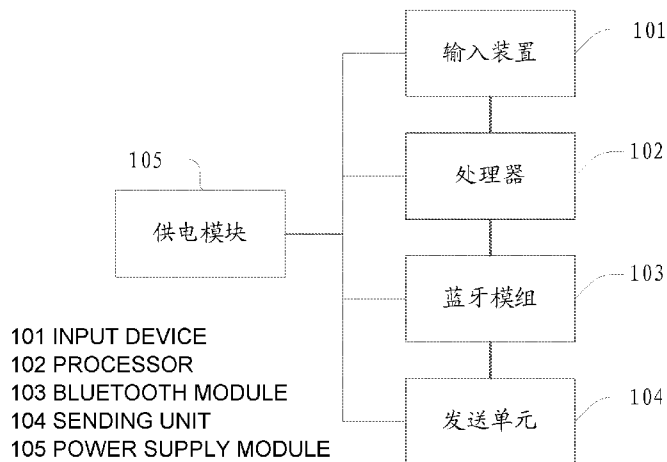 输入装置
101
105
处理器
102
供电模块
蓝牙模组
103
发送单元
104
101 INPUT DEVICE
102 PROCESSOR
103 BLUETOOTH MODULE
104 SENDING UNIT
105 POWER SUPPLY MODULE